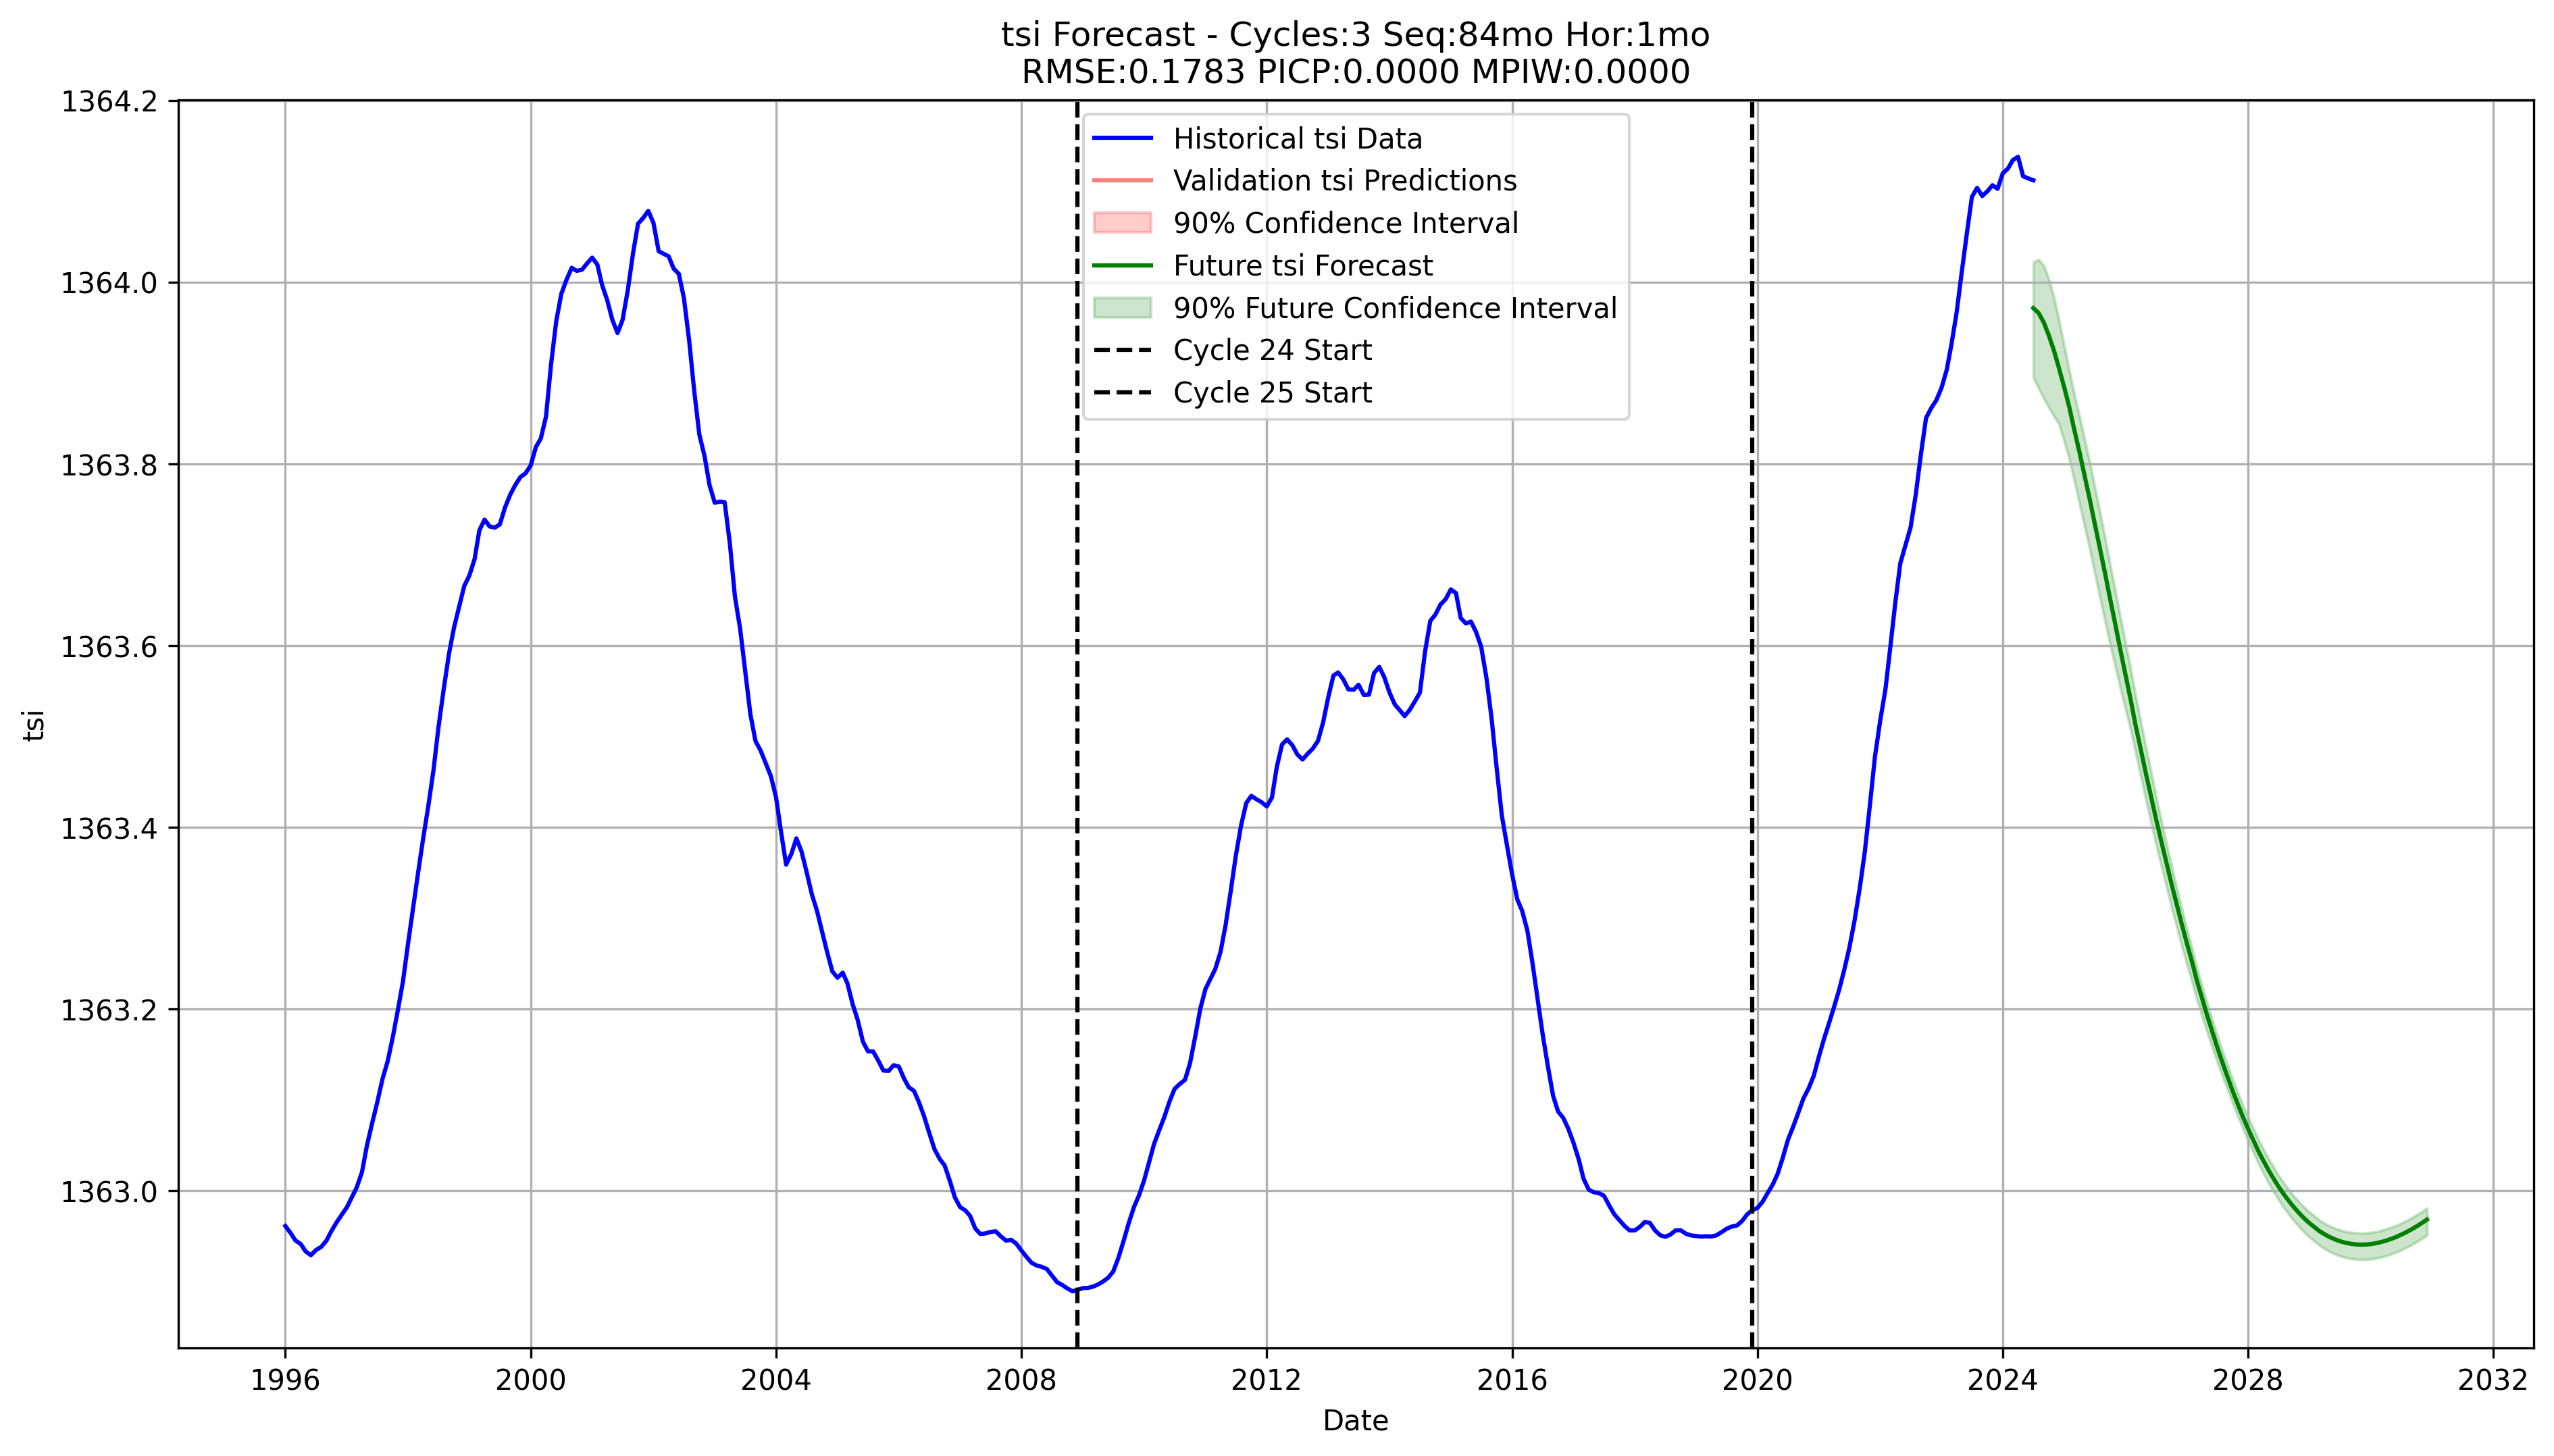 tsi Forecast - Cycles:3 Seq:84mo Hor:1mo
RMSE:0.1783 PICP:0.0000 MPIW:0.0000
1364.2
1364.0
1363.8
1363.6
1363.4
1363.2
1363.0
tsi
Historical tsi Data
Validation tsi Predictions
90% Confidence Interval
Future tsi Forecast
90% Future Confidence Interval
Cycle 24 Start
Cycle 25 Start
1996 2000 2004 2008 2012 2016 2020 2024 2028 2032
Date